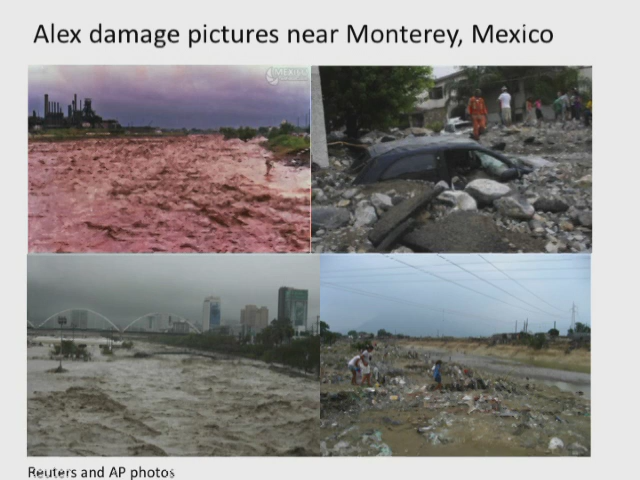 Alex damage pictures near Monterey, Mexico
Reuters and AP photos